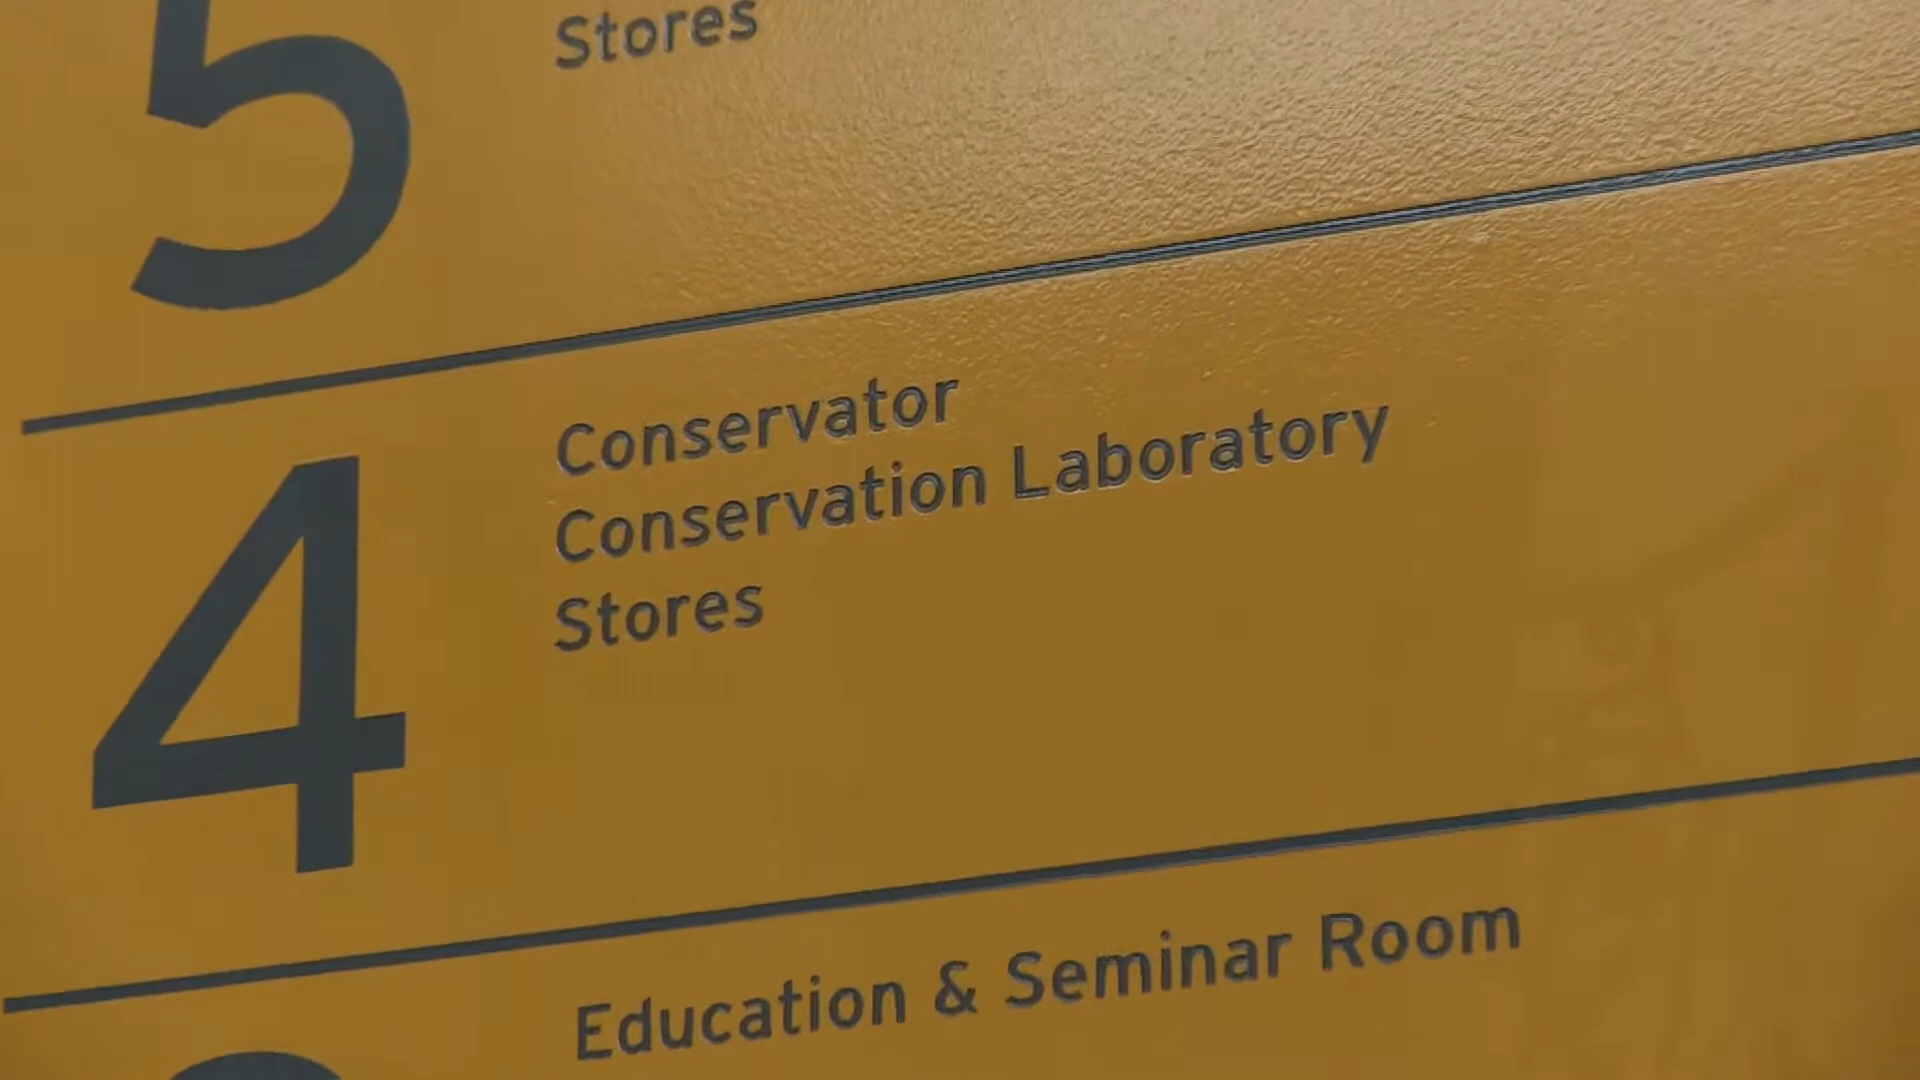 5
Stores
4
Conservator
Conservation Laboratory
Stores
Education & Seminar Room